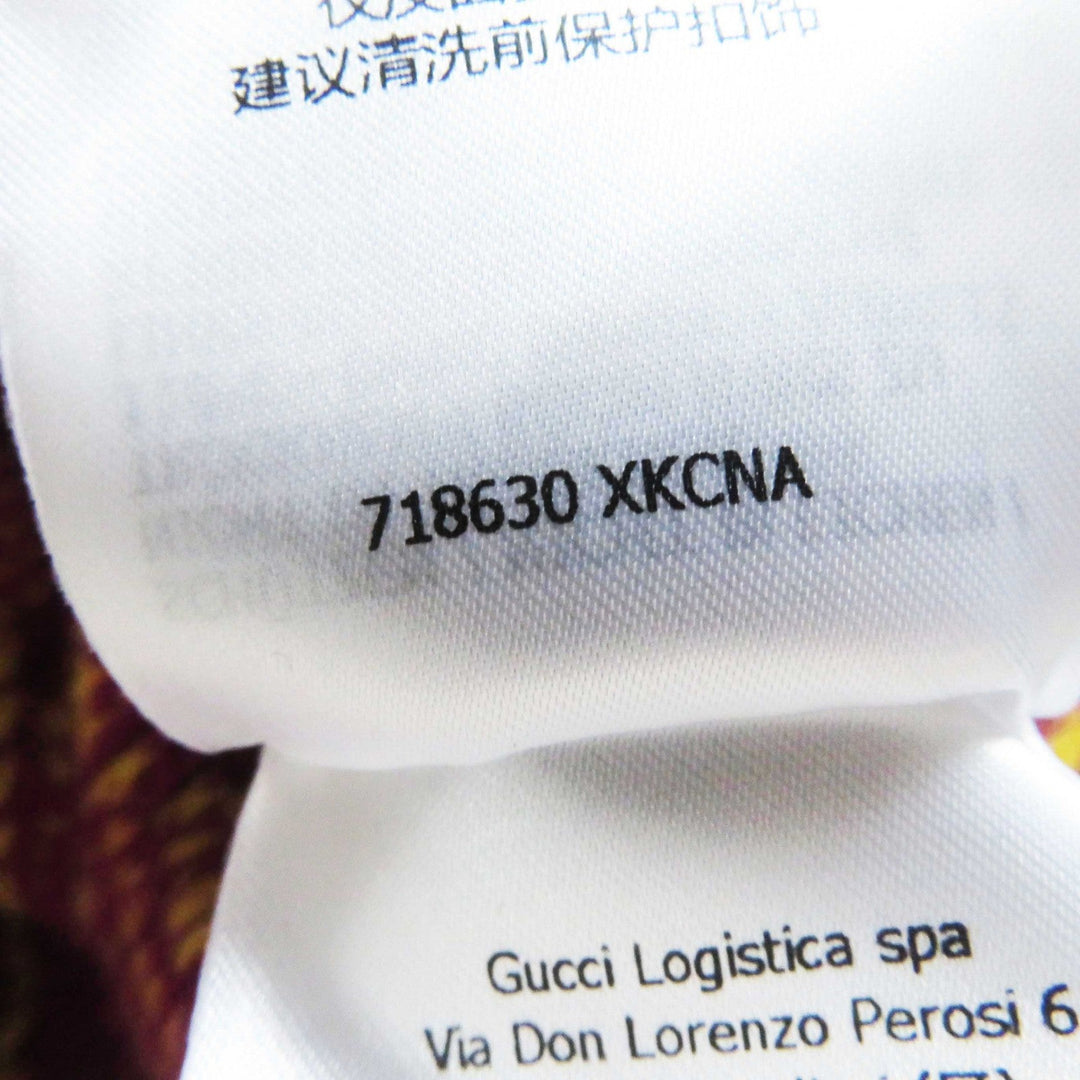 建议清洗前保护扣饰
718630 XKCNA
Gucci Logistica spa
Via Don Lorenzo Perosi 6